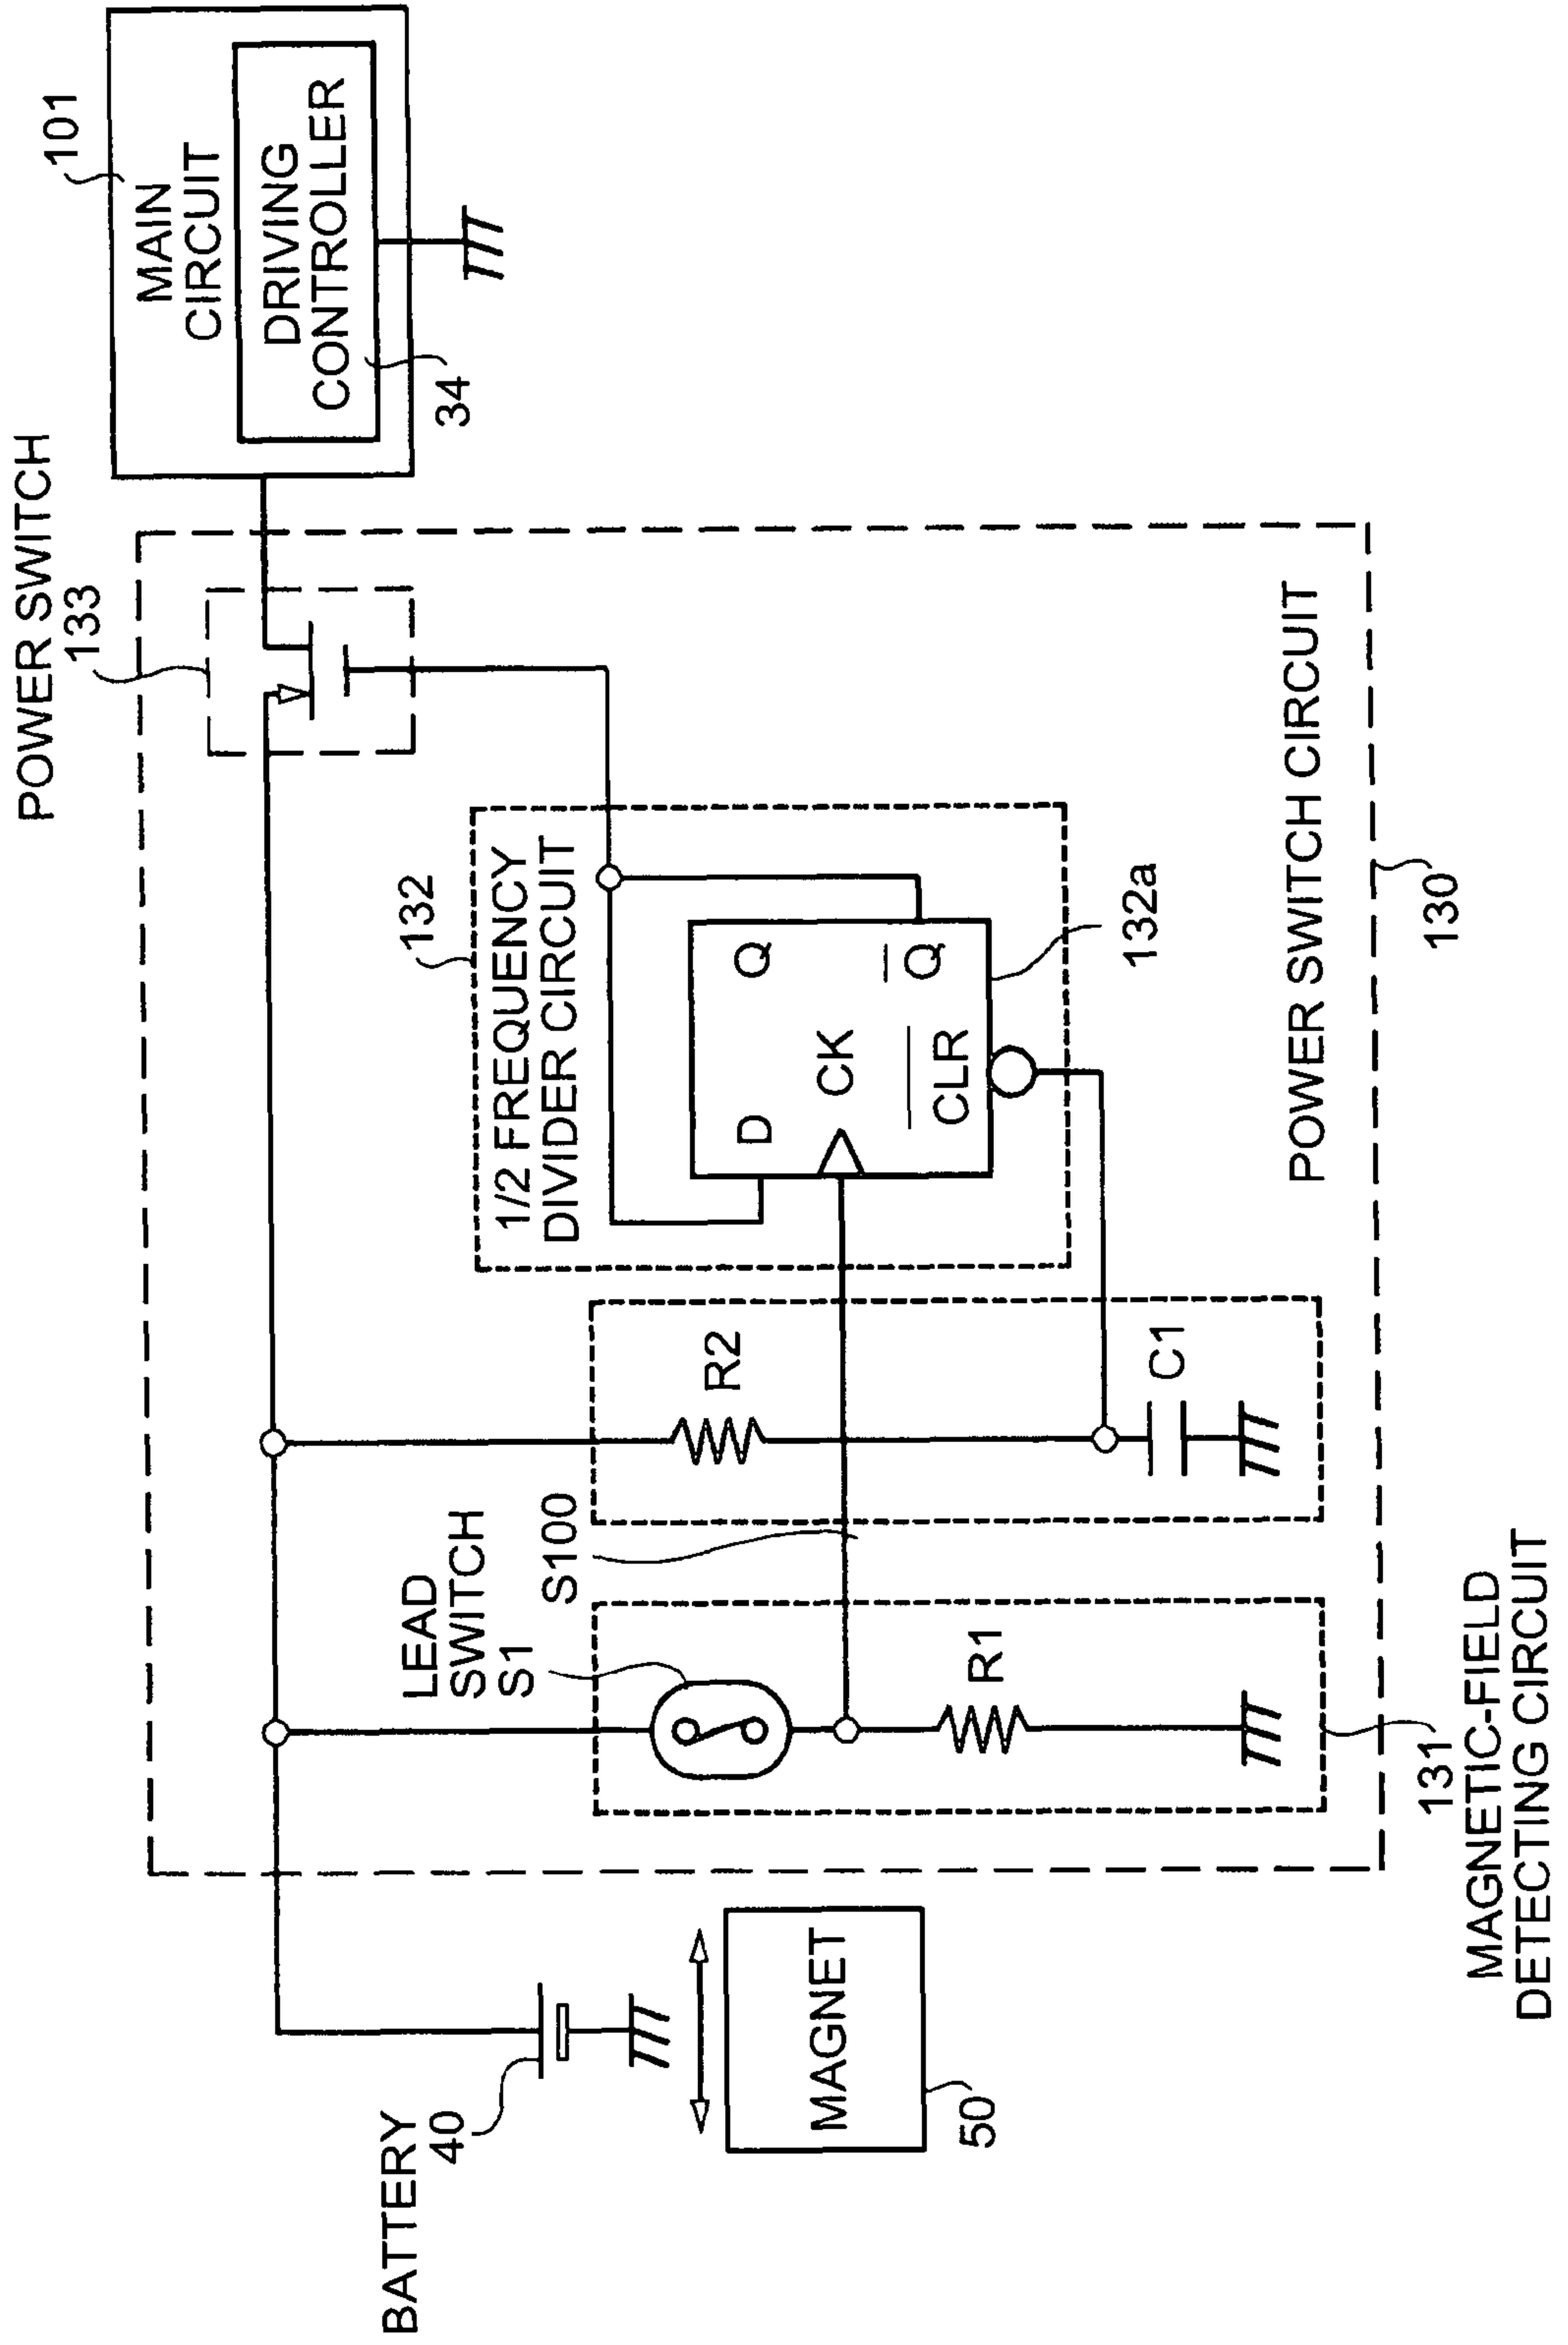 POWER SWITCH
133
101
MAIN
CIRCUIT
DRIVING
CONTROLLER
34
132
1/2 FREQUENCY
DIVIDER CIRCUIT
D
Q
CK
Q
CLR
132a
LEAD
SWITCH
S1
S100
R2
C1
R1
BATTERY
40
MAGNET
50
POWER SWITCH CIRCUIT
130
131
MAGNETIC-FIELD
DETECTING CIRCUIT